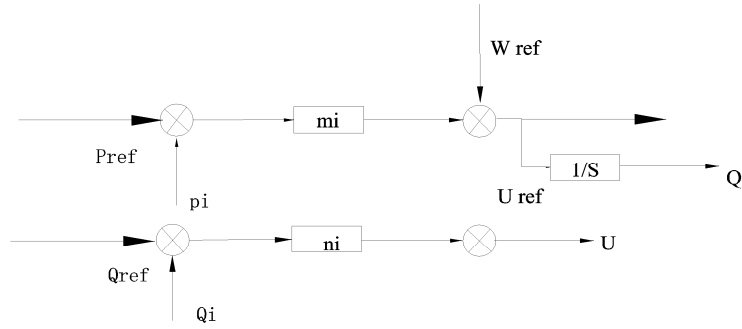 W ref
mi
Pref
1/S
Q
pi
U ref
ni
U
Qref
Qi